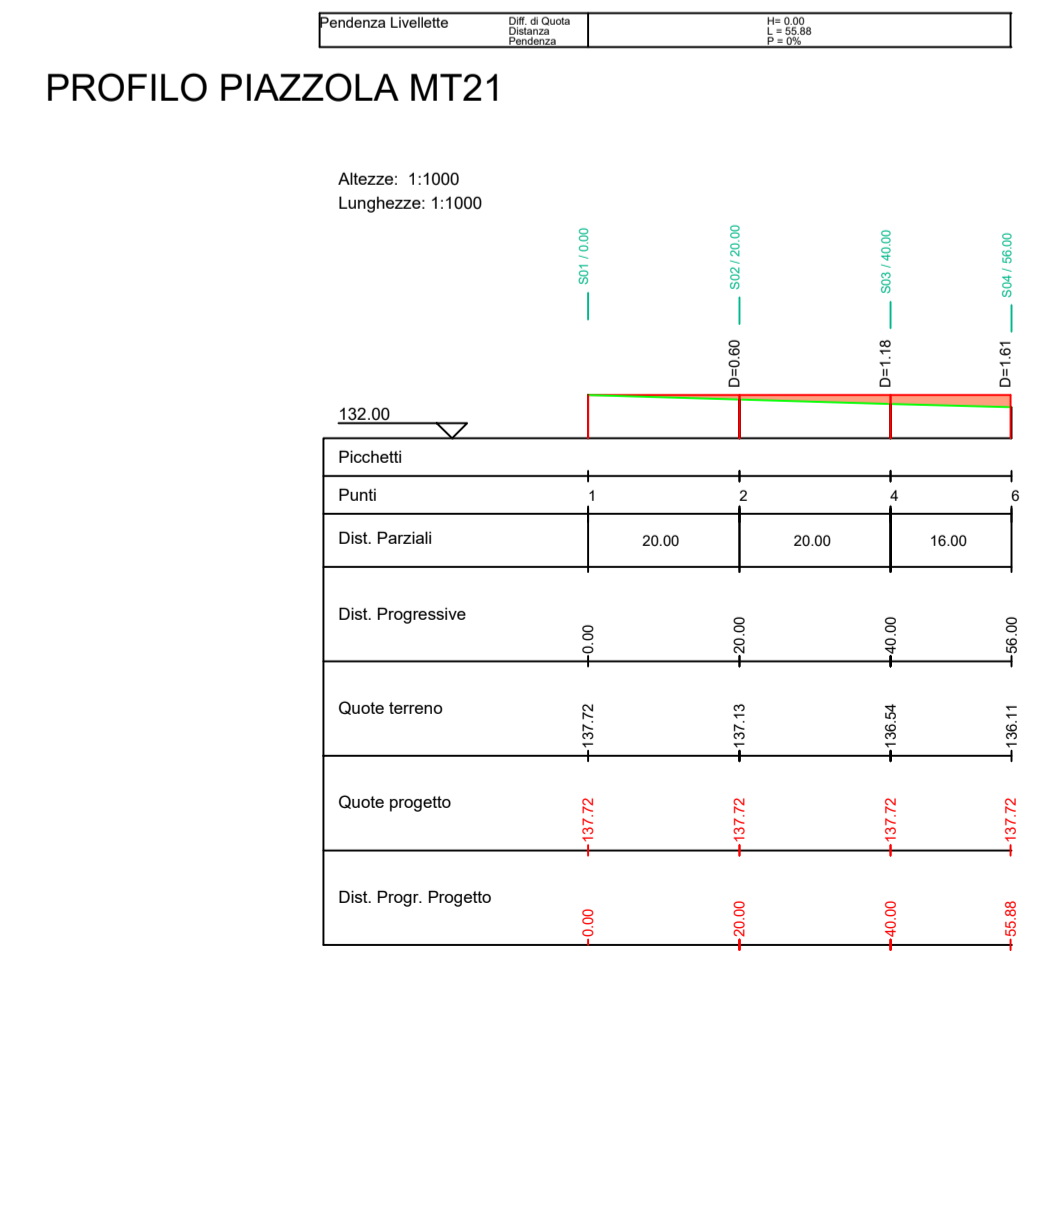 Pendenza Livellette
Diff. di Quota
Distanza
Pendenza
H= 0.00
L = 55.88
P = 0%
PROFILO PIAZZOLA MT21
Altezze: 1:1000
Lunghezze: 1:1000
S01 / 0.00
S02 / 20.00
S03 / 40.00
S04 / 56.00
D=0.60
D=1.18
D=1.61
132.00
Picchetti
Punti
1
2
4
6
Dist. Parziali
20.00
20.00
16.00
Dist. Progressive
0.00
20.00
40.00
56.00
Quote terreno
137.72
137.13
136.54
136.11
Quote progetto
137.72
137.72
137.72
137.72
Dist. Progr. Progetto
0.00
20.00
40.00
55.88